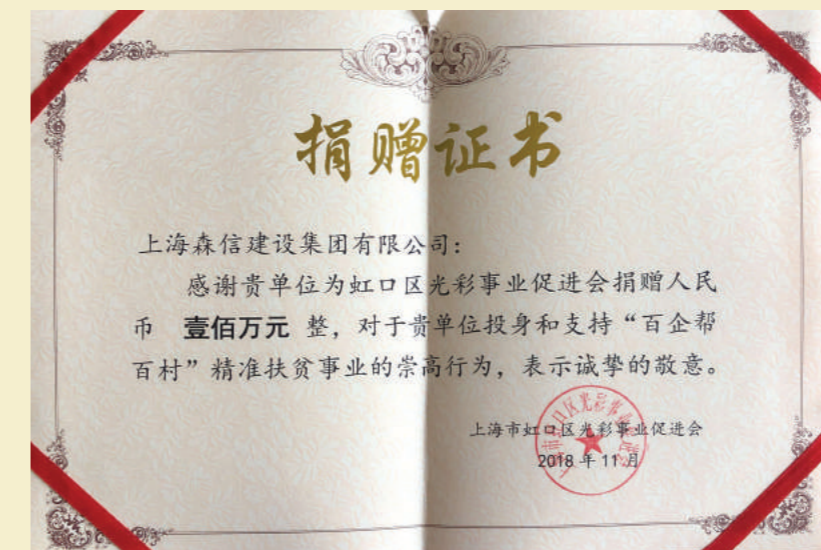 捐赠证书
上海森信建设集团有限公司：
感谢贵单位为虹口区光彩事业促进会捐赠人民
币 壹佰万元 整，对于贵单位投身和支持“百企帮
百村”精准扶贫事业的崇高行为，表示诚挚的敬意。
上海市虹口区光彩事业促进会
2018 年 11 月